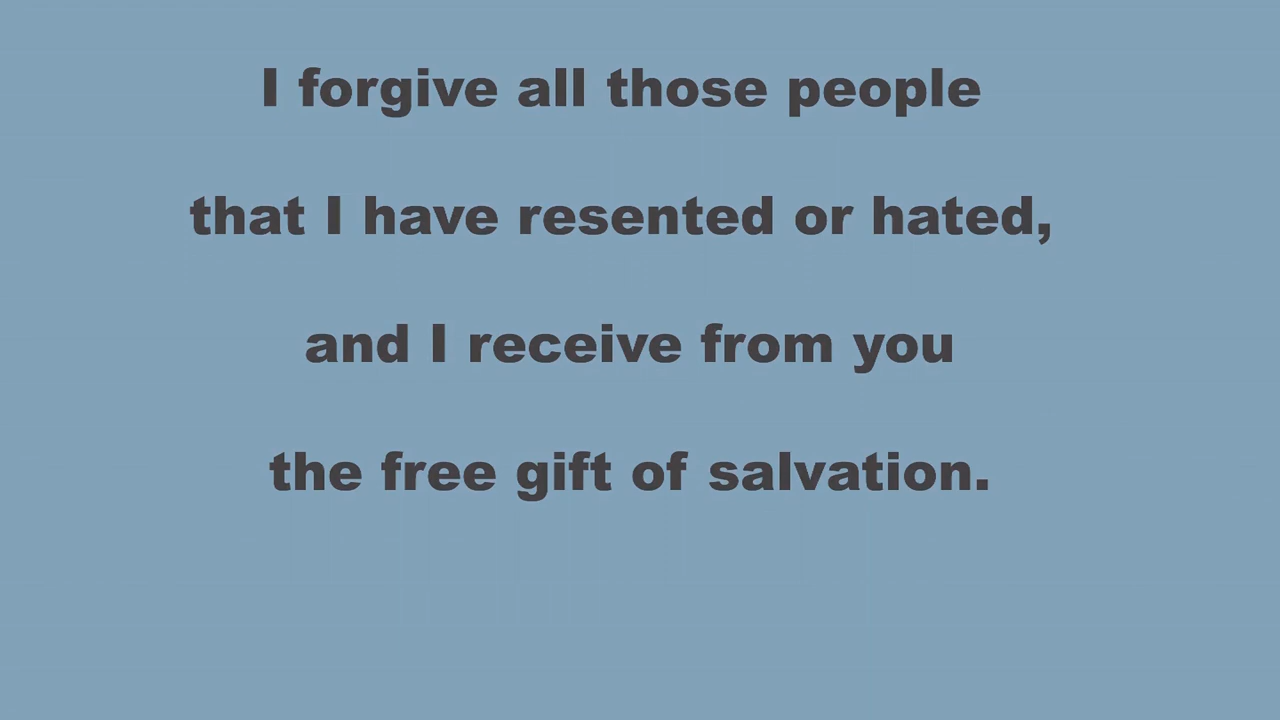 I forgive all those people
that I have resented or hated,
and I receive from you
the free gift of salvation.